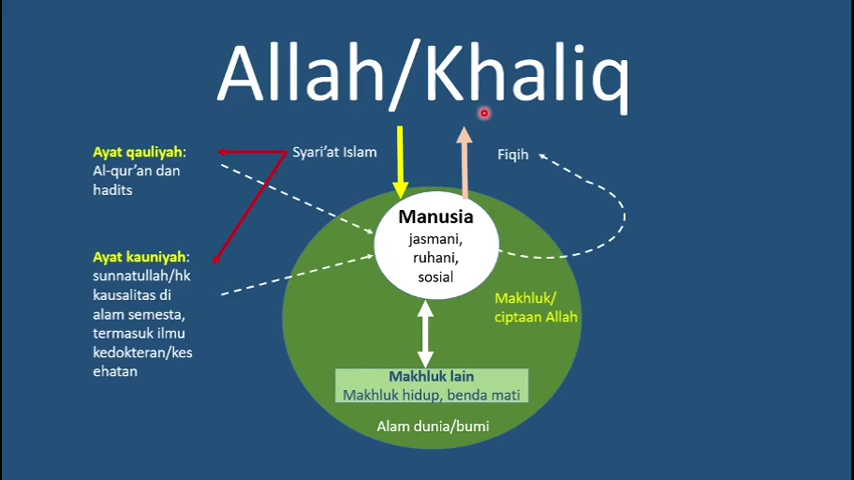 Allah/Khaliq
Ayat qauliyah:
Al-qur'an dan
hadits
Syari'at Islam
Fiqih
Manusia
jasmani,
ruhani,
sosial
Ayat kauniyah:
sunnatullah/hk
kausalitas di
alam semesta,
termasuk ilmu
kedokteran/kes
ehatan
Makhluk/
ciptaan Allah
Makhluk lain
Makhluk hidup, benda mati
Alam dunia/bumi